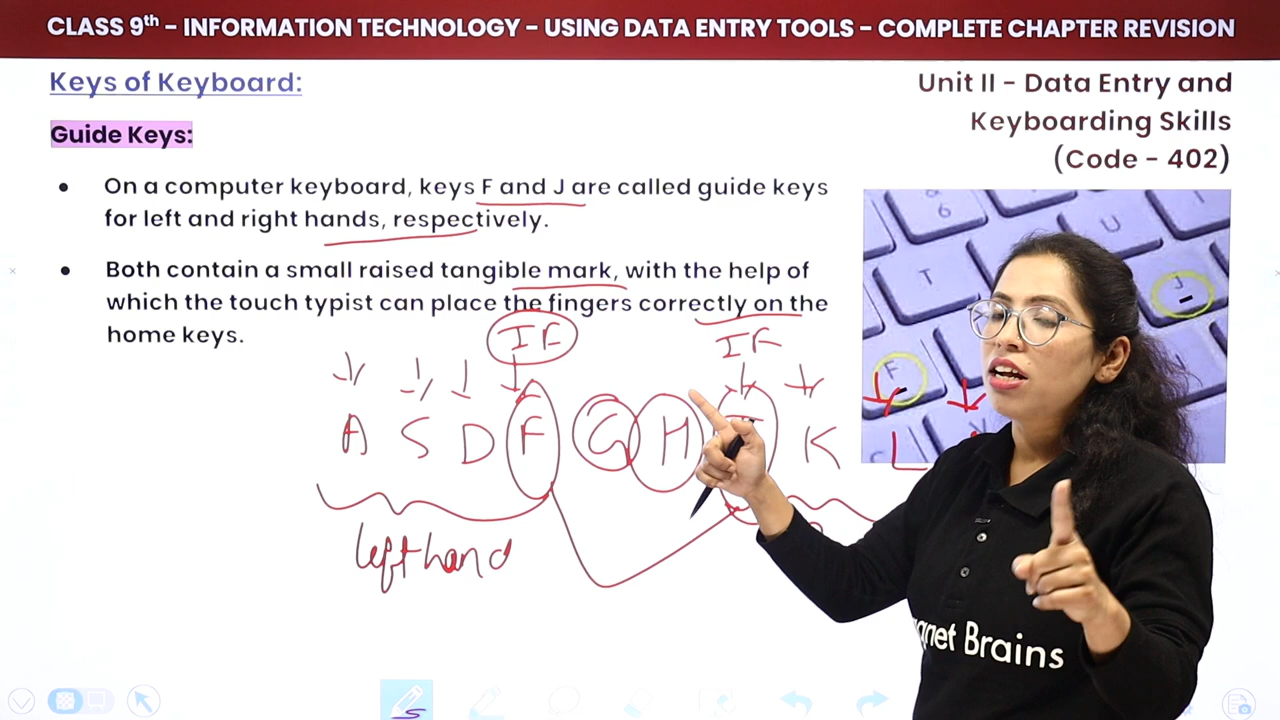 CLASS 9th – INFORMATION TECHNOLOGY – USING DATA ENTRY TOOLS – COMPLETE CHAPTER REVISION
Keys of Keyboard:
Unit II – Data Entry and
Keyboarding Skills
(Code – 402)
Guide Keys:
• On a computer keyboard, keys F and J are called guide keys
for left and right hands, respectively.
• Both contain a small raised tangible mark, with the help of
which the touch typist can place the fingers correctly on the
home keys.
IF IF
A S D F G H K L
left hand
6
T U J
F
net Brains